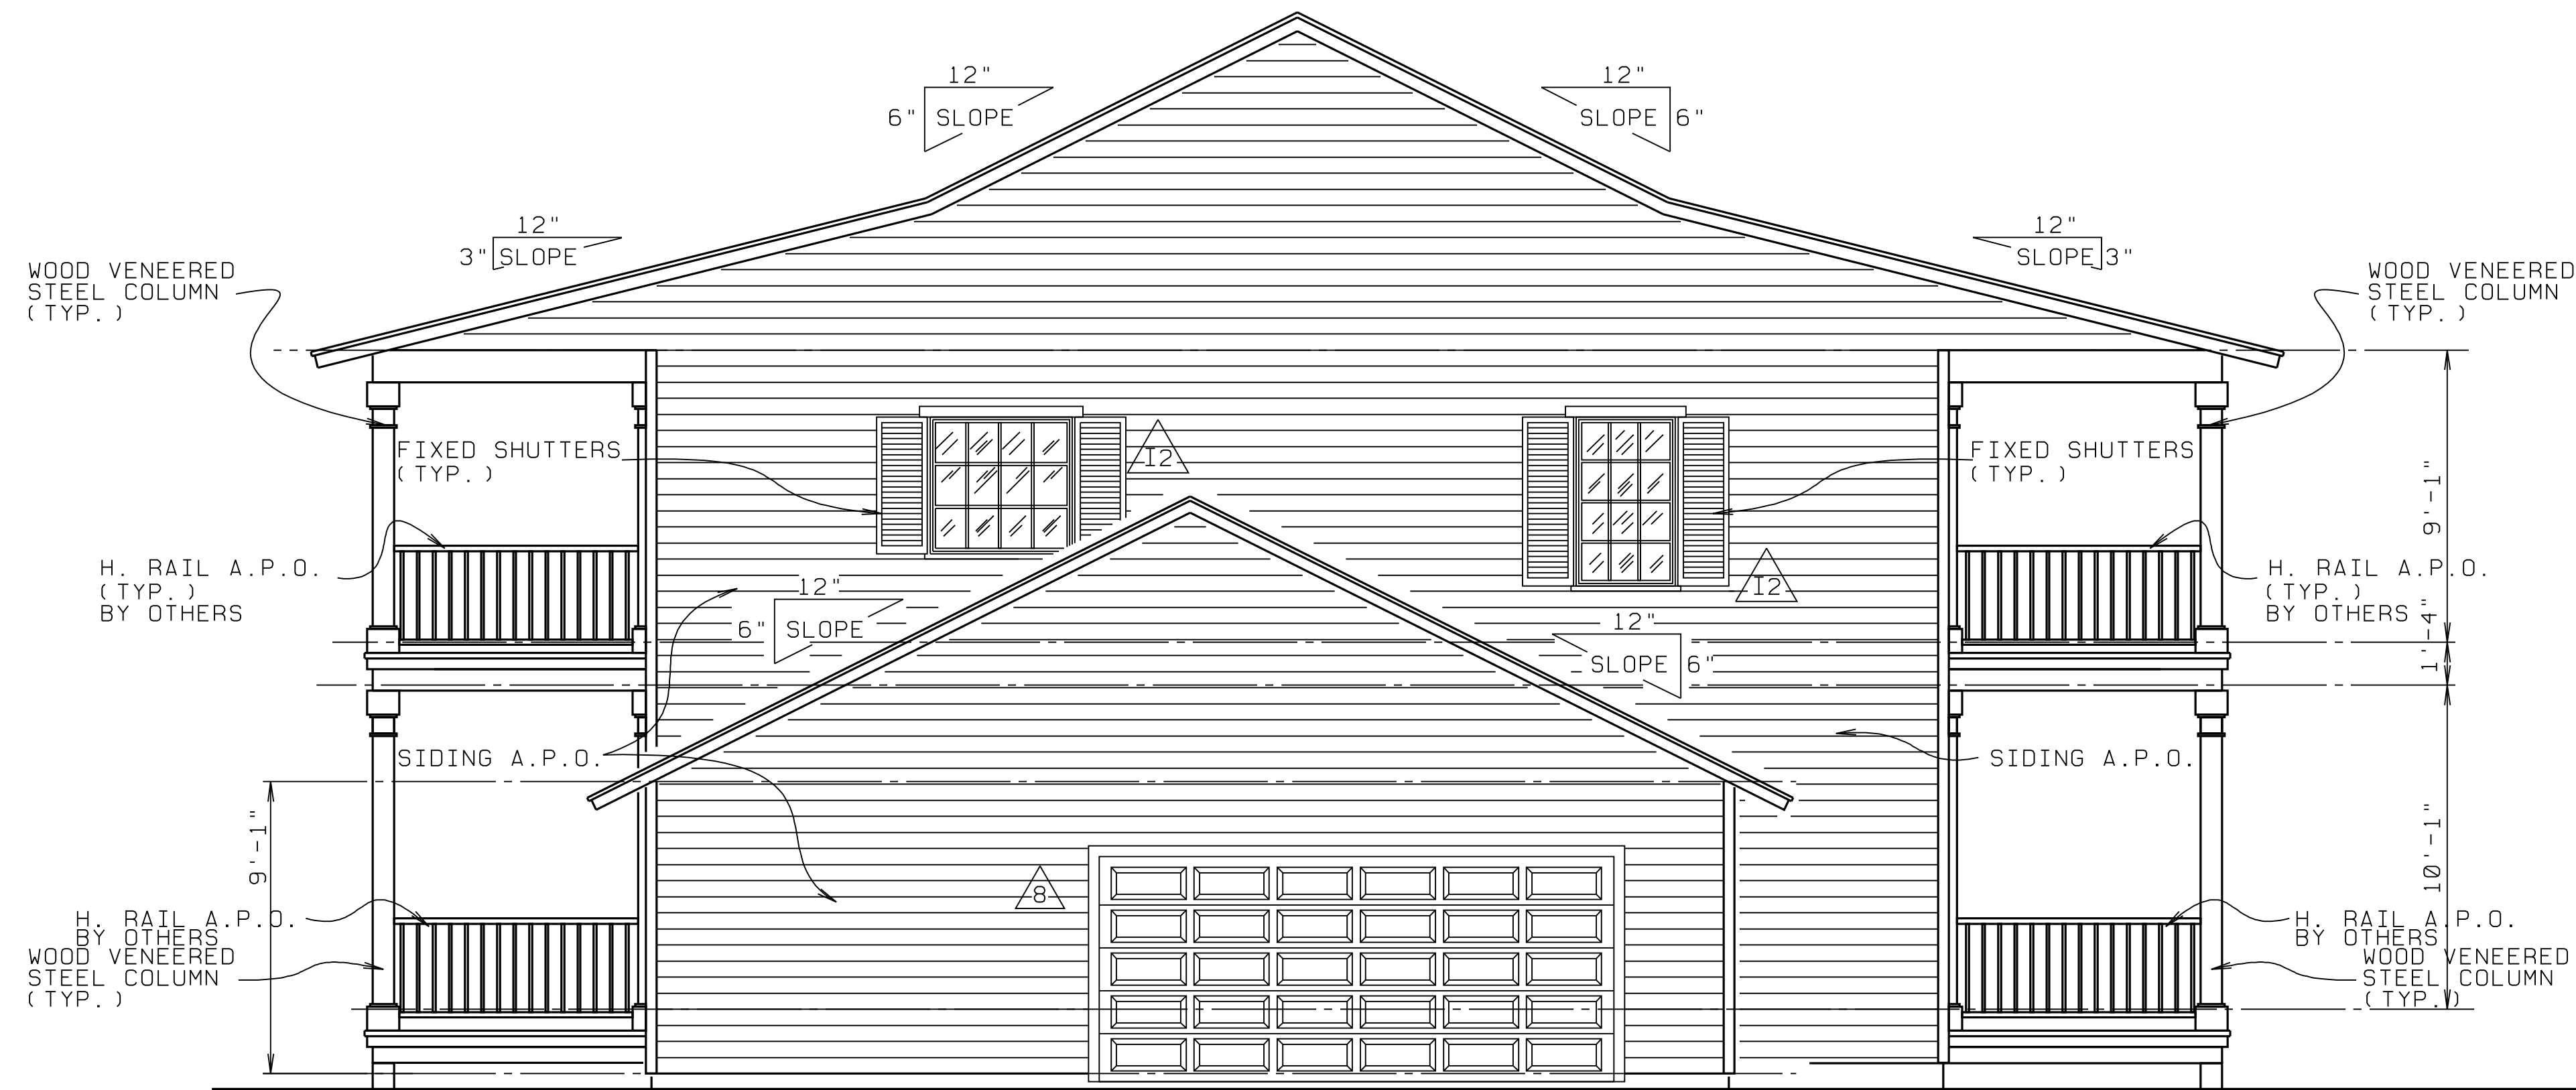 12"
12"
6" SLOPE
SLOPE 6"
12"
12"
3" SLOPE
SLOPE 3"
WOOD VENEERED
STEEL COLUMN
(TYP.)
WOOD VENEERED
STEEL COLUMN
(TYP.)
FIXED SHUTTERS
(TYP.)
12
FIXED SHUTTERS
(TYP.)
9'-1"
H. RAIL A.P.O.
(TYP.)
BY OTHERS
12"
6" SLOPE
12
12"
SLOPE 6"
H. RAIL A.P.O.
(TYP.)
BY OTHERS
1'-4"
SIDING A.P.O.
SIDING A.P.O.
9'-1"
8
10'-1"
H. RAIL A.P.O.
BY OTHERS
WOOD VENEERED
STEEL COLUMN
(TYP.)
H. RAIL A.P.O.
BY OTHERS
WOOD VENEERED
STEEL COLUMN
(TYP.)